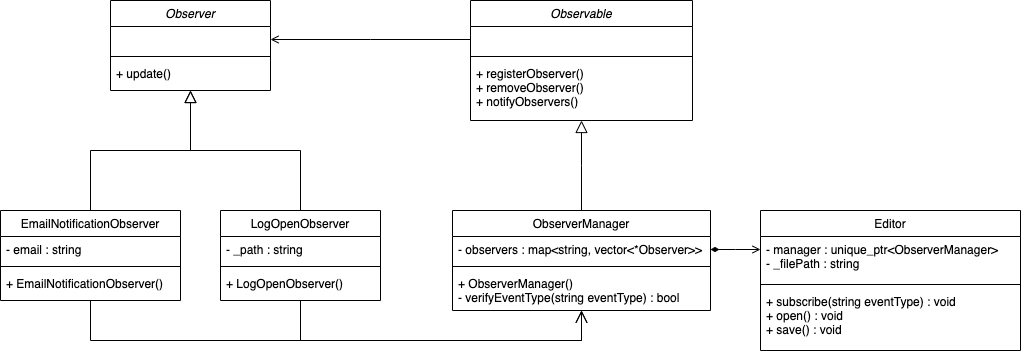 Observer
+ update()
Observable
+ registerObserver()
+ removeObserver()
+ notifyObservers()
EmailNotificationObserver
- email : string
+ EmailNotificationObserver()
LogOpenObserver
- _path : string
+ LogOpenObserver()
ObserverManager
- observers : map<string, vector<*Observer>>
+ ObserverManager()
- verifyEventType(string eventType) : bool
Editor
- manager : unique_ptr<ObserverManager>
- _filePath : string
+ subscribe(string eventType) : void
+ open() : void
+ save() : void